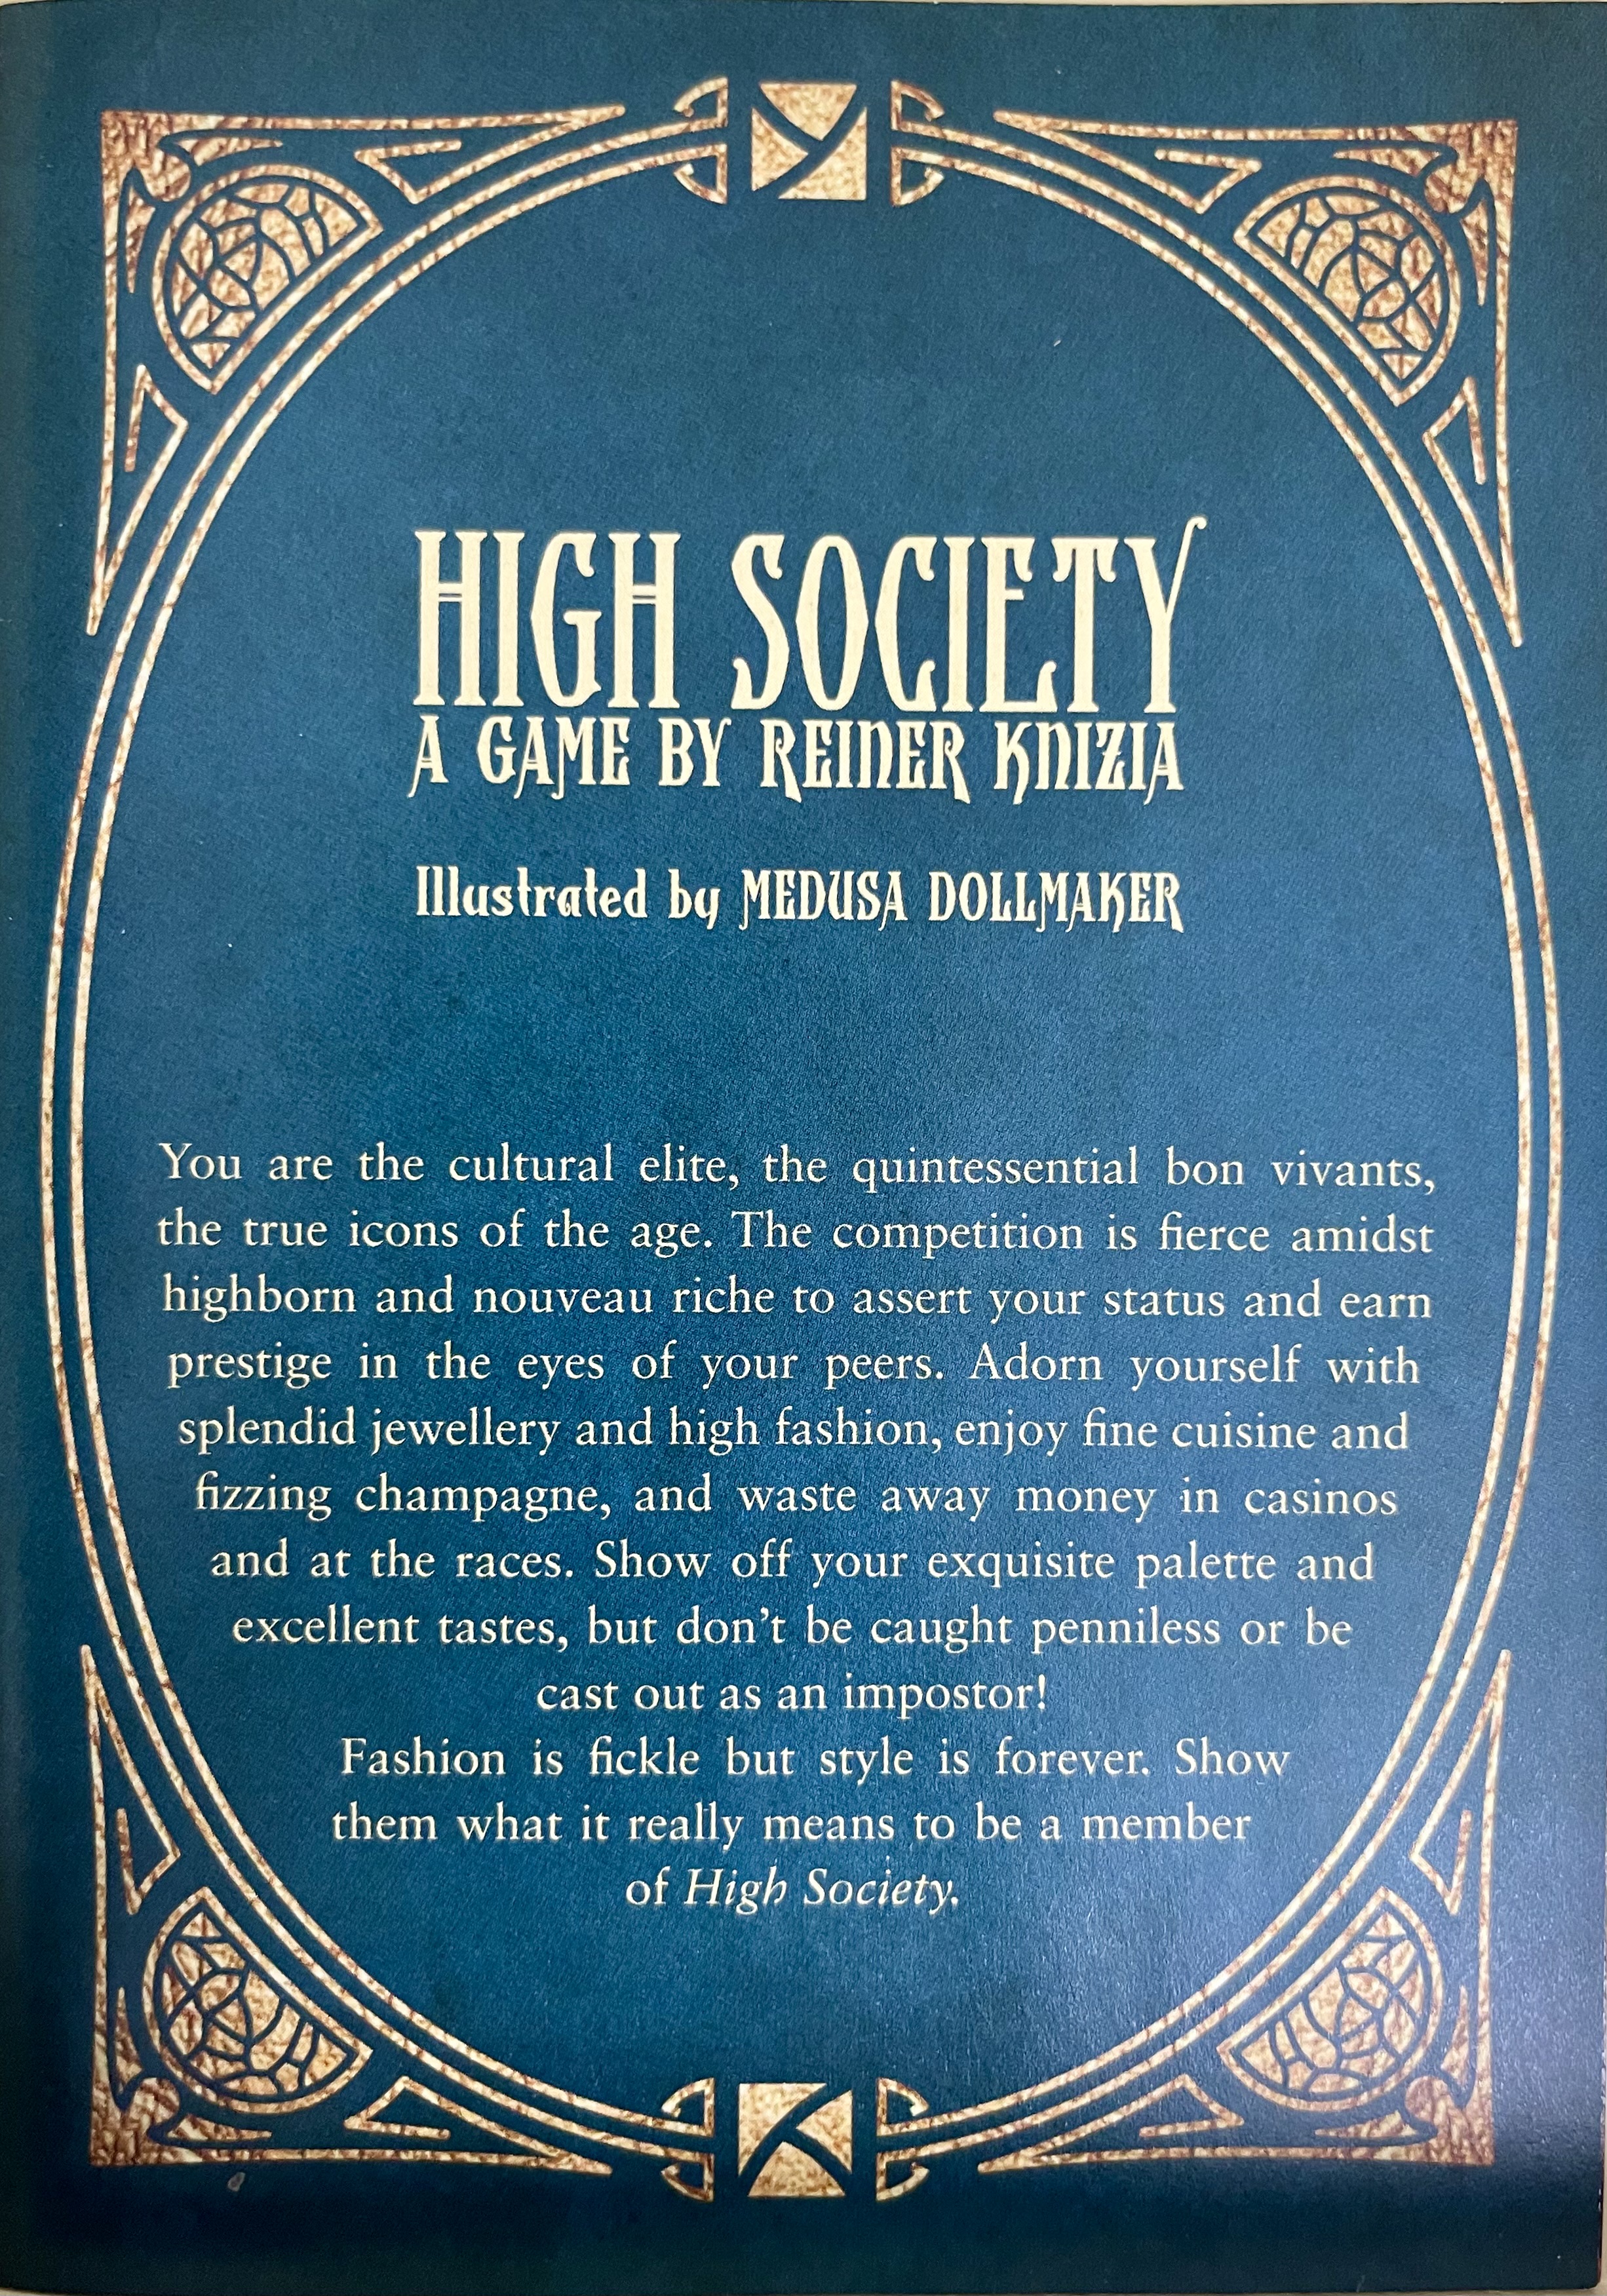 HIGH SOCIETY
A GAME BY REINER KNIZIA
Illustrated by MEDUSA DOLLMAKER
You are the cultural elite, the quintessential bon vivants,
the true icons of the age. The competition is fierce amidst
highborn and nouveau riche to assert your status and earn
prestige in the eyes of your peers. Adorn yourself with
splendid jewellery and high fashion, enjoy fine cuisine and
fizzing champagne, and waste away money in casinos
and at the races. Show off your exquisite palette and
excellent tastes, but don't be caught penniless or be
cast out as an impostor!
Fashion is fickle but style is forever. Show
them what it really means to be a member
of High Society.